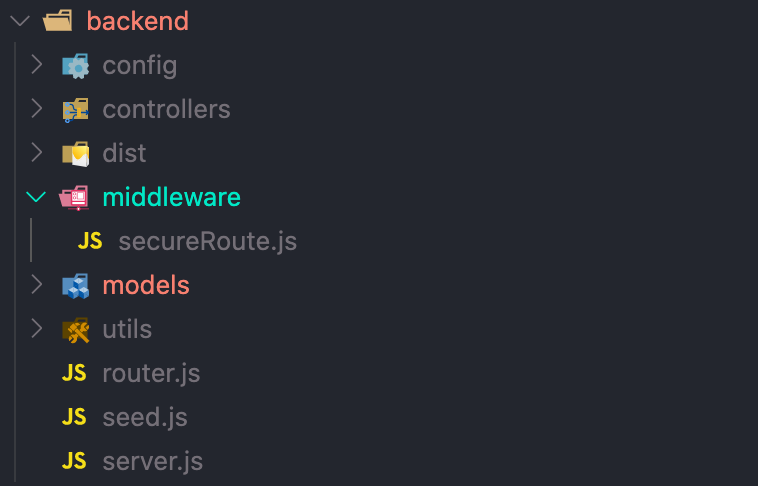 backend
config
controllers
dist
middleware
JS secureRoute.js
models
utils
JS router.js
JS seed.js
JS server.js